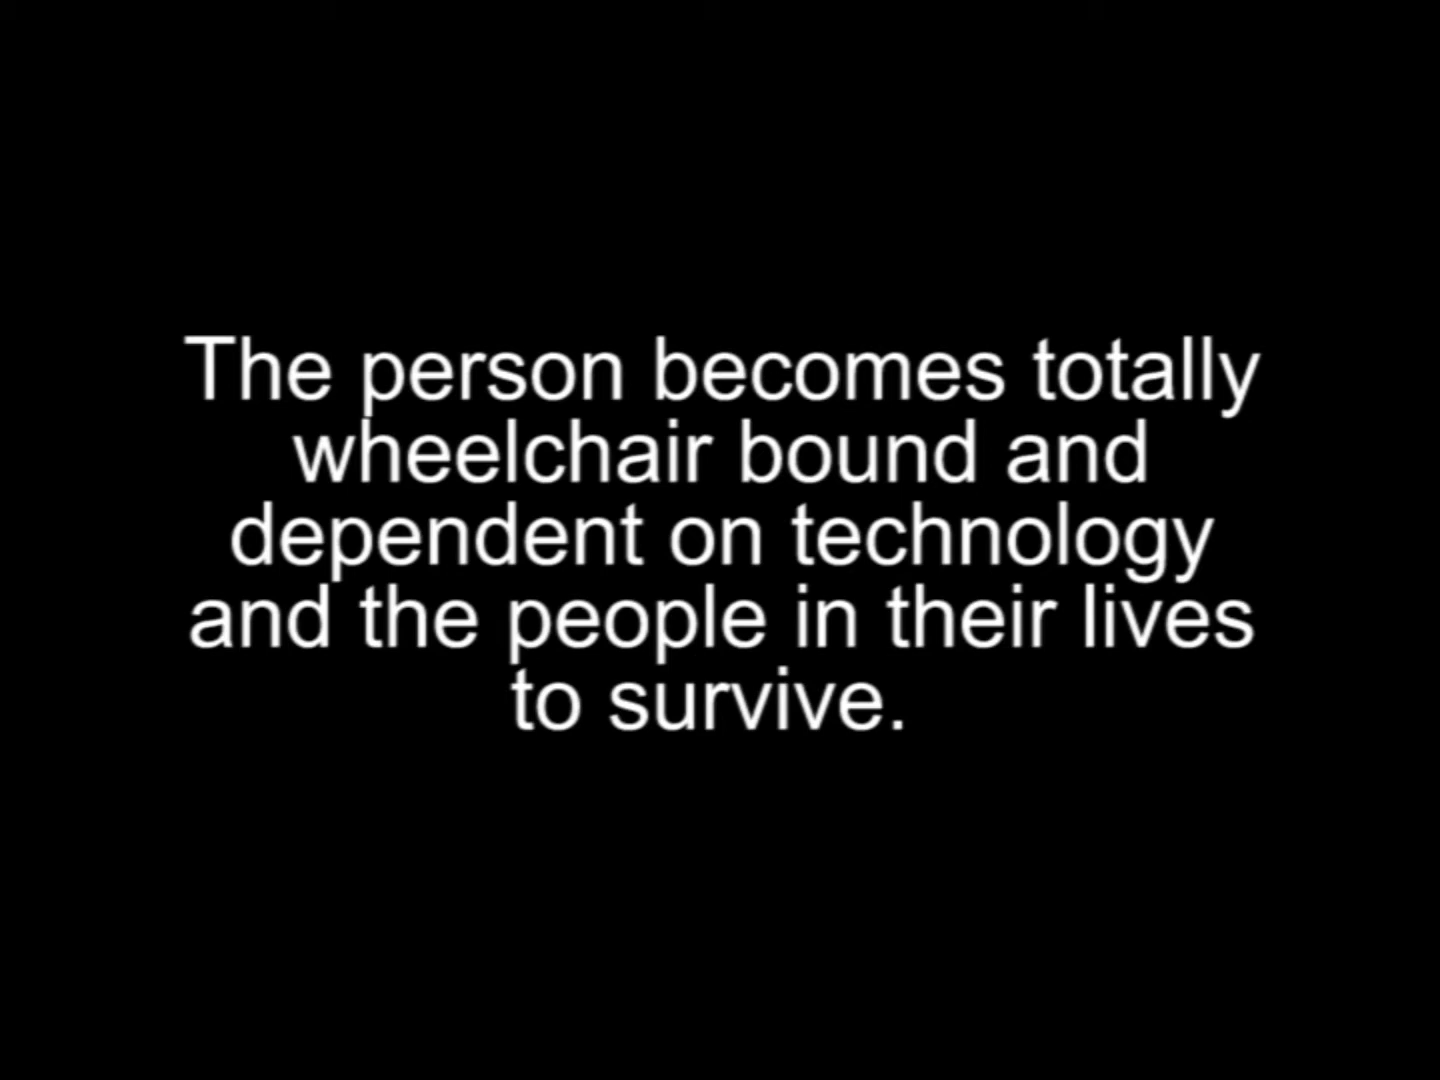 The person becomes totally
wheelchair bound and
dependent on technology
and the people in their lives
to survive.